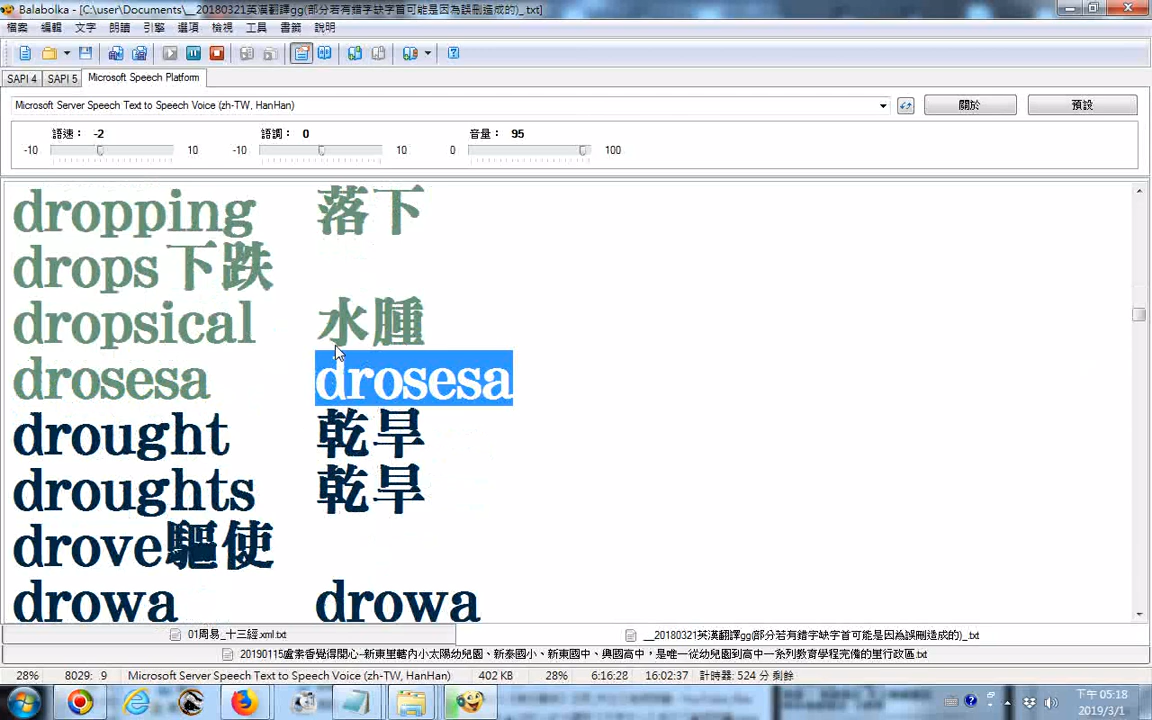 Balabolka - [C:\user\Documents\__20180321英漢翻譯gg(部分若有錯字缺字首可能是因為誤刪造成的)_.txt]
檔案 編輯 文字 朗讀 引擎 選項 檢視 工具 書籤 說明
SAPI 4 SAPI 5 Microsoft Speech Platform
Microsoft Server Speech Text to Speech Voice (zh-TW, HanHan) 關於 預設
語速： -2 語調： 0 音量： 95
-10 10 -10 10 0 100
dropping 落下
drops下跌
dropsical 水腫
drosesa drosesa
drought 乾旱
droughts 乾旱
drove驅使
drowa drowa
01周易_十三經.xml.txt __20180321英漢翻譯gg(部分若有錯字缺字首可能是因為誤刪造成的)_.txt
20190115盧素香覺得開心-新東里轄內小太陽幼兒園、新泰國小、新東國中、興國高中，是唯一從幼兒園到高中一系列教育學程完備的里行政區.txt
28% 8029: 9 Microsoft Server Speech Text to Speech Voice (zh-TW, HanHan) 402 KB 28% 6:16:28 16:02:37 計時器: 524 分 剩餘
下午 05:18
2019/3/1